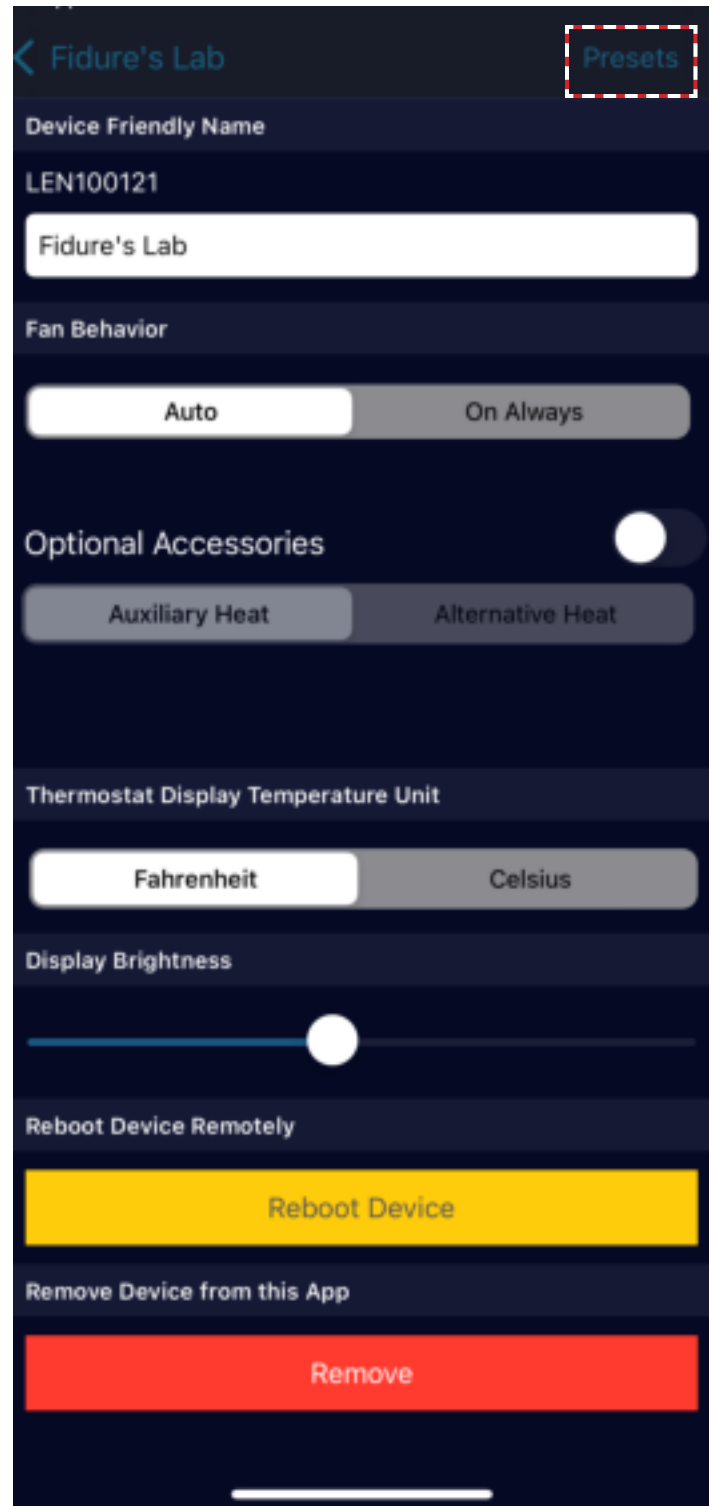 Fidure's Lab Presets
Device Friendly Name
LEN100121
Fidure's Lab
Fan Behavior
Auto On Always
Optional Accessories
Auxiliary Heat Alternative Heat
Thermostat Display Temperature Unit
Fahrenheit Celsius
Display Brightness
Reboot Device Remotely
Reboot Device
Remove Device from this App
Remove